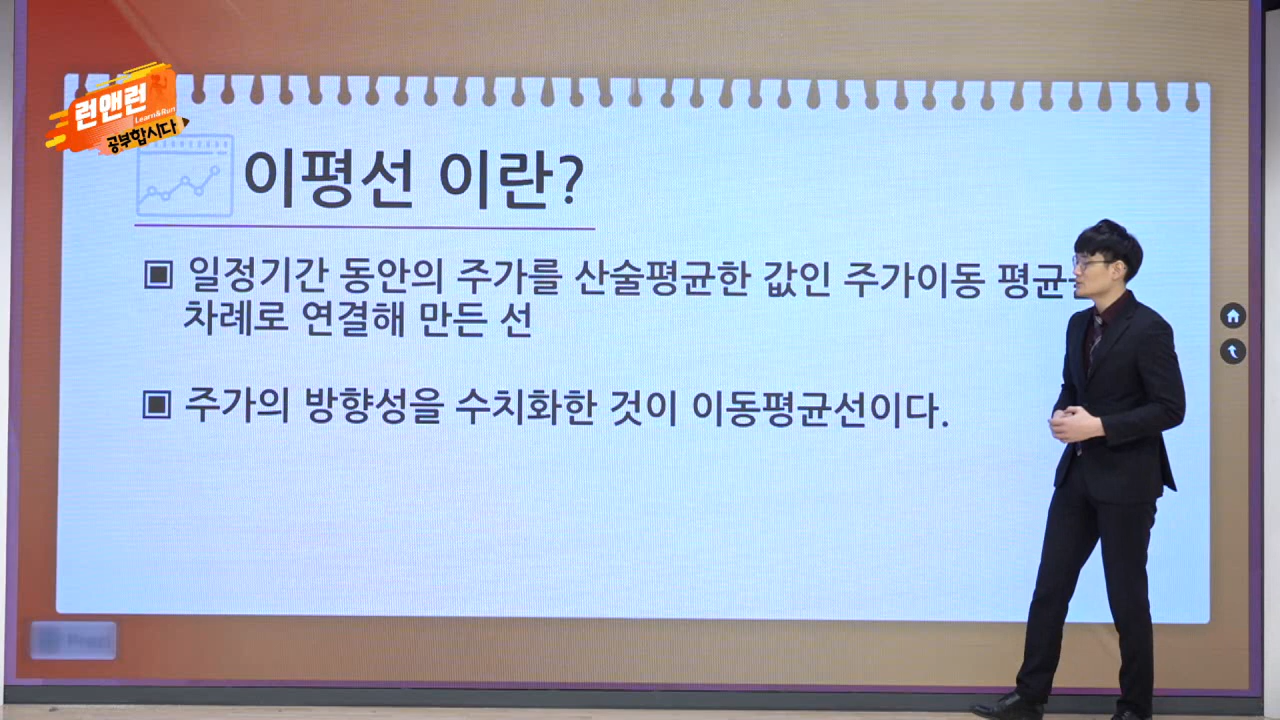 런앤런
Learn&Run
공부합시다
이평선 이란?
▣ 일정기간 동안의 주가를 산술평균한 값인 주가이동 평균
차례로 연결해 만든 선
▣ 주가의 방향성을 수치화한 것이 이동평균선이다.